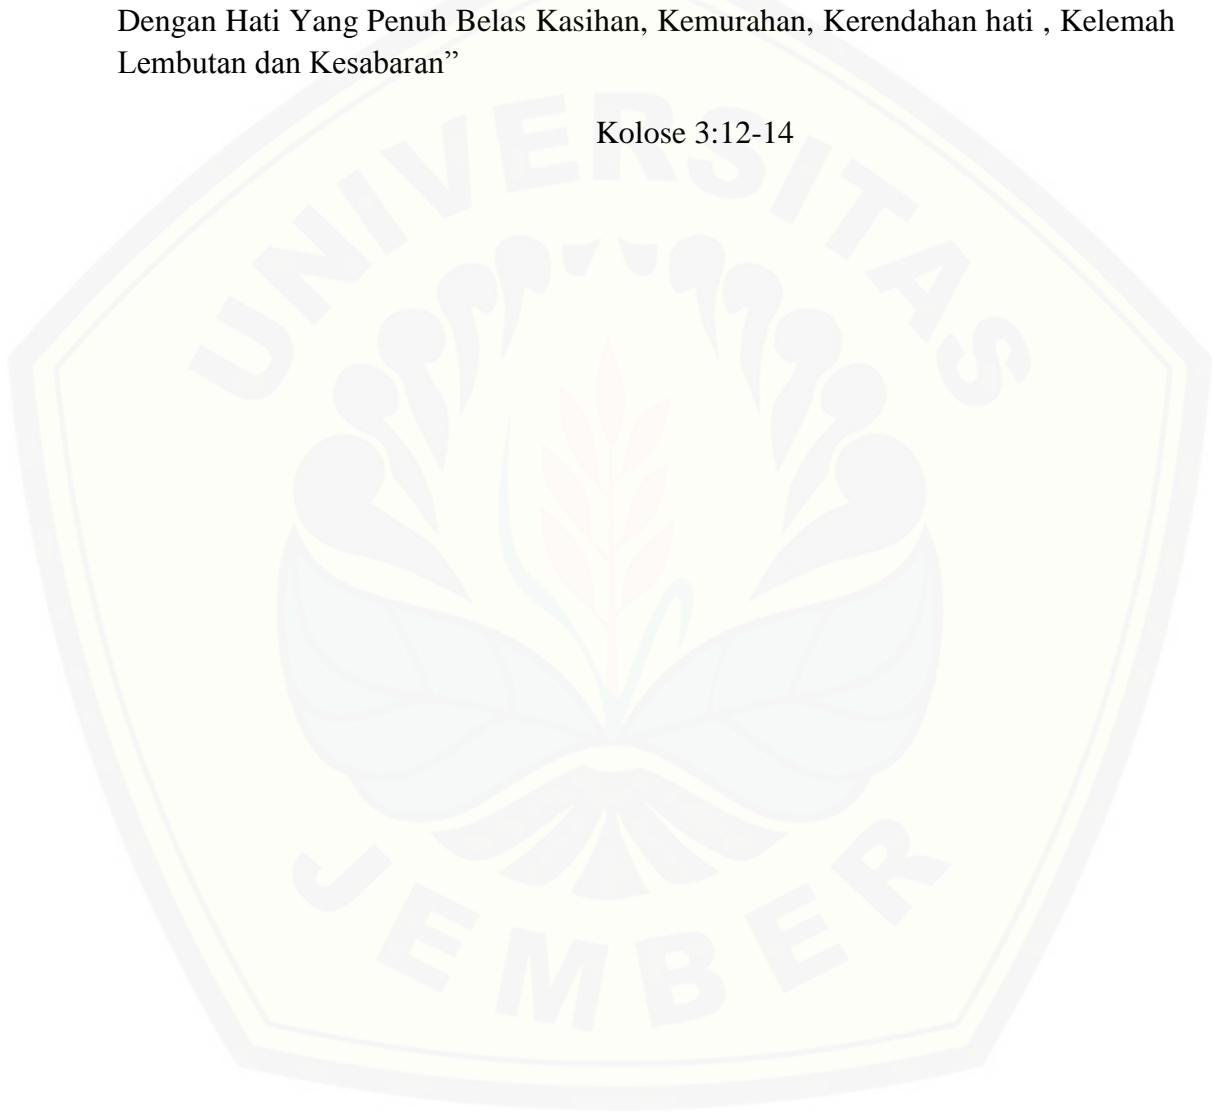 Dengan Hati Yang Penuh Belas Kasihan, Kemurahan, Kerendahan hati , Kelemah
Lembutan dan Kesabaran”
Kolose 3:12-14
UNIVERSITAS
JEMBER